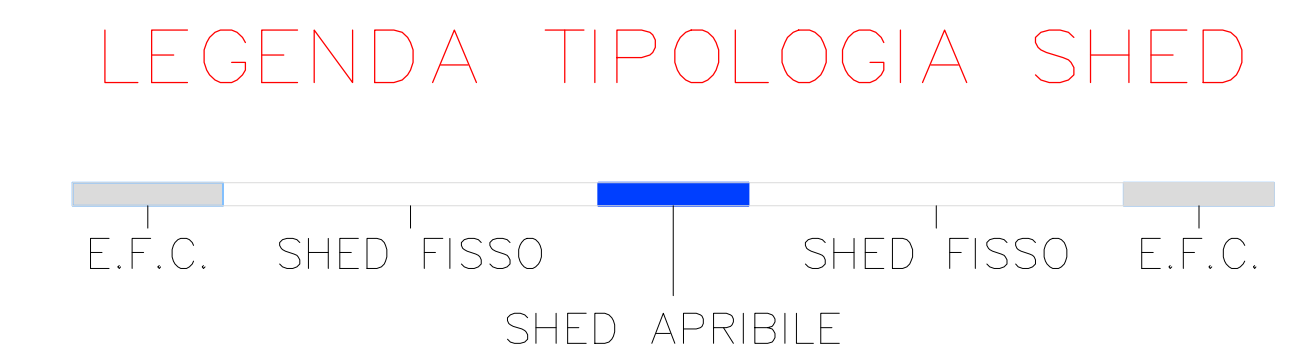 LEGENDA TIPOLOGIA SHED
E.F.C. SHED FISSO SHED FISSO E.F.C.
SHED APRIBILE